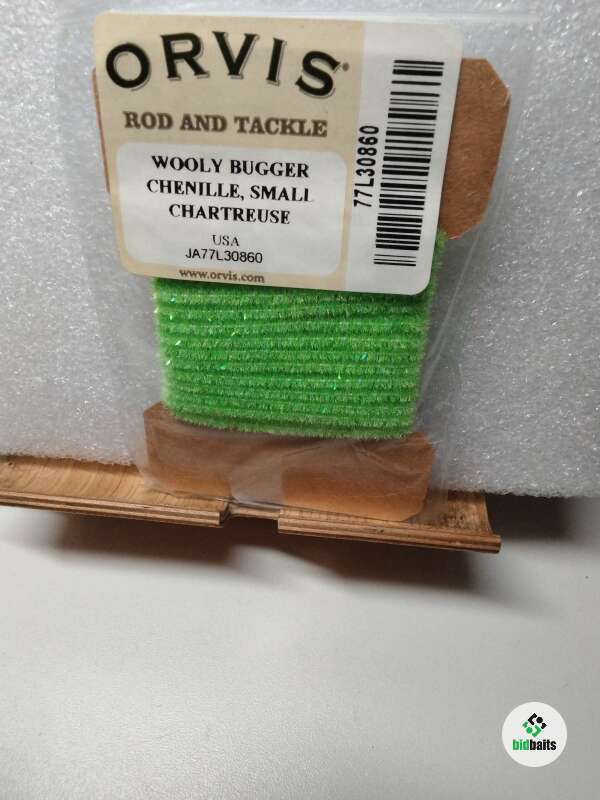 ORVIS
ROD AND TACKLE
WOOLY BUGGER
CHENILLE, SMALL
CHARTREUSE
USA
JA77L30860
www.orvis.com
77L30860
bidbaits